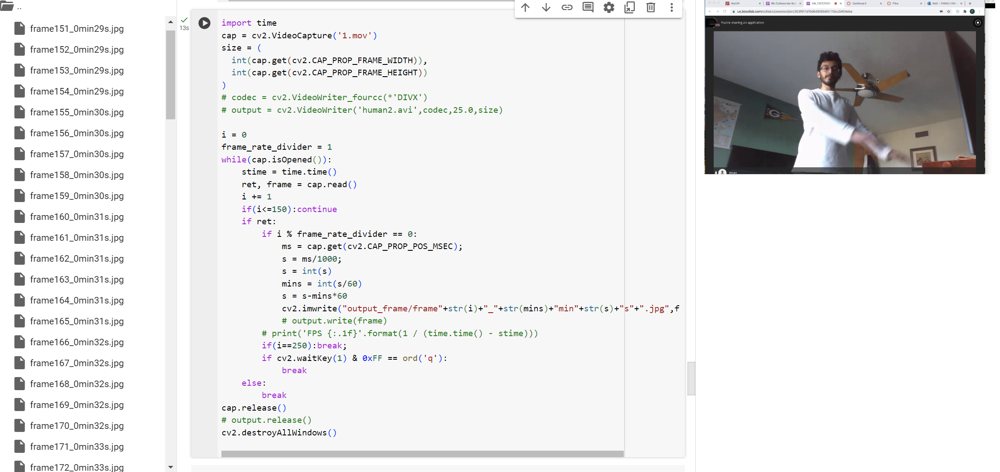 ..
frame151_0min29s.jpg
frame152_0min29s.jpg
frame153_0min29s.jpg
frame154_0min29s.jpg
frame155_0min30s.jpg
frame156_0min30s.jpg
frame157_0min30s.jpg
frame158_0min30s.jpg
frame159_0min30s.jpg
frame160_0min31s.jpg
frame161_0min31s.jpg
frame162_0min31s.jpg
frame163_0min31s.jpg
frame164_0min31s.jpg
frame165_0min31s.jpg
frame166_0min32s.jpg
frame167_0min32s.jpg
frame168_0min32s.jpg
frame169_0min32s.jpg
frame170_0min32s.jpg
frame171_0min33s.jpg
frame172_0min33s.jpg
13s
import time
cap = cv2.VideoCapture('1.mov')
size = (
  int(cap.get(cv2.CAP_PROP_FRAME_WIDTH)),
  int(cap.get(cv2.CAP_PROP_FRAME_HEIGHT))
)
# codec = cv2.VideoWriter_fourcc(*'DIVX')
# output = cv2.VideoWriter('human2.avi',codec,25.0,size)
i = 0
frame_rate_divider = 1
while(cap.isOpened()):
    stime = time.time()
    ret, frame = cap.read()
    i += 1
    if(i<=150):continue
    if ret:
        if i % frame_rate_divider == 0:
            ms = cap.get(cv2.CAP_PROP_POS_MSEC);
            s = ms/1000;
            s = int(s)
            mins = int(s/60)
            s = s-mins*60
            cv2.imwrite("output_frame/frame"+str(i)+"_"+str(mins)+"min"+str(s)+"s"+".jpg",f
            # output.write(frame)
        # print('FPS {:.1f}'.format(1 / (time.time() - stime)))
        if(i==250):break;
        if cv2.waitKey(1) & 0xFF == ord('q'):
            break
    else:
        break
cap.release()
# output.release()
cv2.destroyAllWindows()
MyUW
Bb Collaborate Sess
AN_12022020 -
Dashboard
Files
Mail - FANGLI XIA -
us.bbcollab.com/collab/ui/session/join/303f6f7df6d84906b90775bc2bf04ebe
You're sharing an application
G
Aman